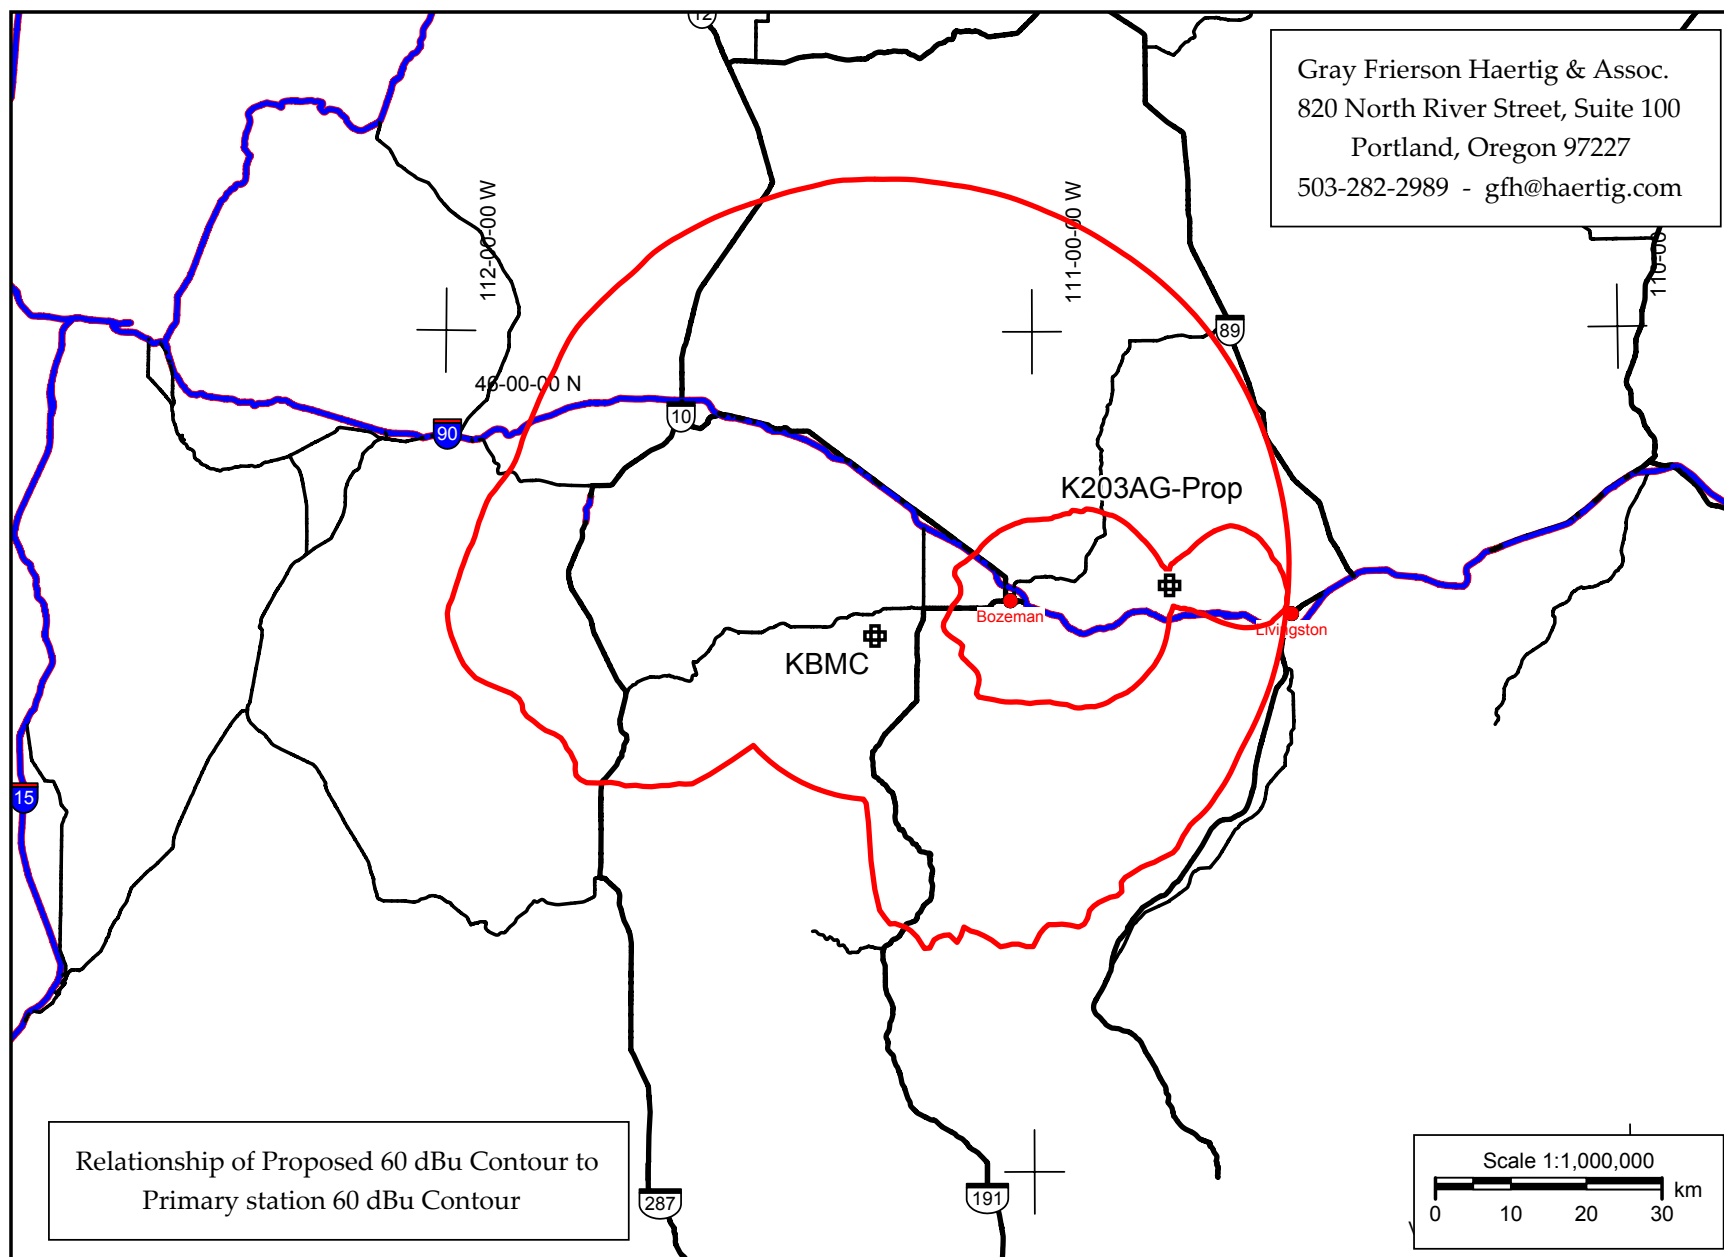 12
Gray Frierson Haertig & Assoc.
820 North River Street, Suite 100
Portland, Oregon 97227
503-282-2989 - gfh@haertig.com
112-00-00 W
111-00-00 W
110-00
89
46-00-00 N
10
90
K203AG-Prop
Bozeman
Livingston
KBMC
15
Relationship of Proposed 60 dBu Contour to
Primary station 60 dBu Contour
287
191
Scale 1:1,000,000
km
0 10 20 30